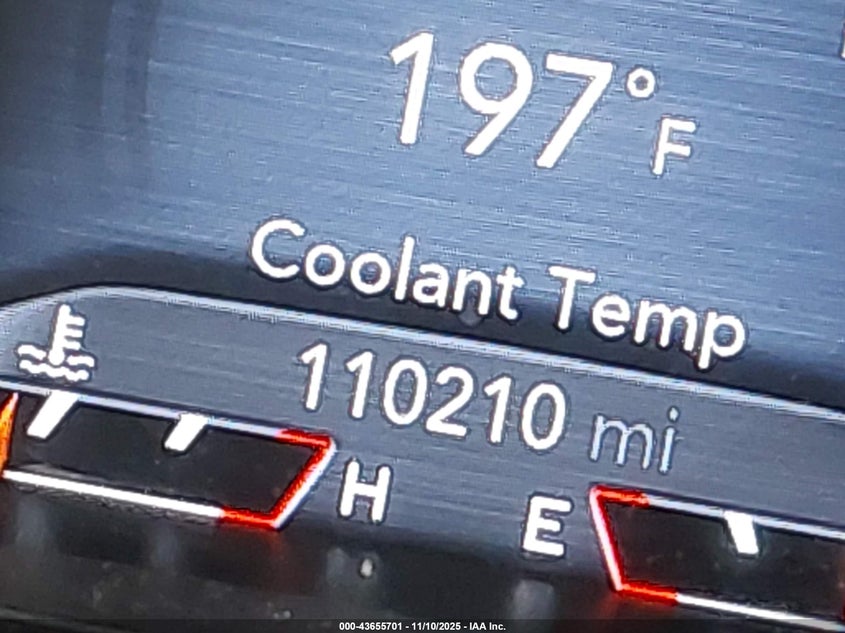 197°F
Coolant Temp
110210 mi
H
E
000-43655701 - 11/10/2025 - IAA Inc.